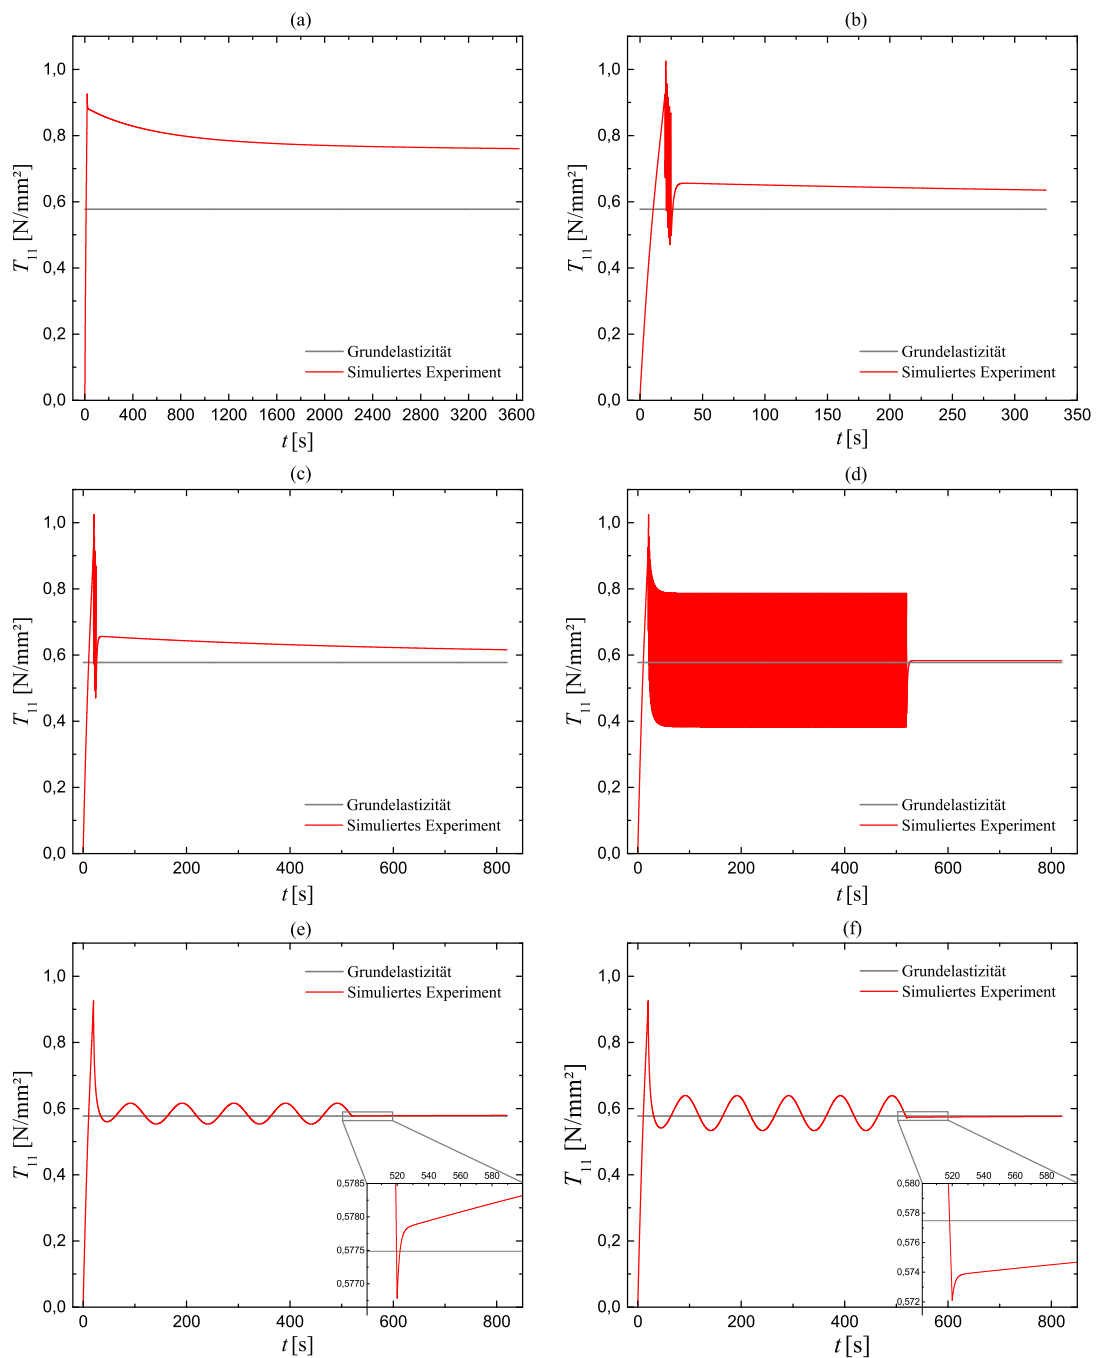 (a)
1,0
0,8
0,6
0,4
0,2
0,0
T11 [N/mm²]
Grundelastizität
Simuliertes Experiment
0 400 800 1200 1600 2000 2400 2800 3200 3600
t [s]
(b)
1,0
0,8
0,6
0,4
0,2
0,0
T11 [N/mm²]
Grundelastizität
Simuliertes Experiment
0 50 100 150 200 250 300 350
t [s]
(c)
1,0
0,8
0,6
0,4
0,2
0,0
T11 [N/mm²]
Grundelastizität
Simuliertes Experiment
0 200 400 600 800
t [s]
(d)
1,0
0,8
0,6
0,4
0,2
0,0
T11 [N/mm²]
Grundelastizität
Simuliertes Experiment
0 200 400 600 800
t [s]
(e)
1,0
0,8
0,6
0,4
0,2
0,0
T11 [N/mm²]
Grundelastizität
Simuliertes Experiment
520 540 560 580
0,5785
0,5780
0,5775
0,5770
0 200 400 600 800
t [s]
(f)
1,0
0,8
0,6
0,4
0,2
0,0
T11 [N/mm²]
Grundelastizität
Simuliertes Experiment
520 540 560 580
0,580
0,578
0,576
0,574
0,572
0 200 400 600 800
t [s]